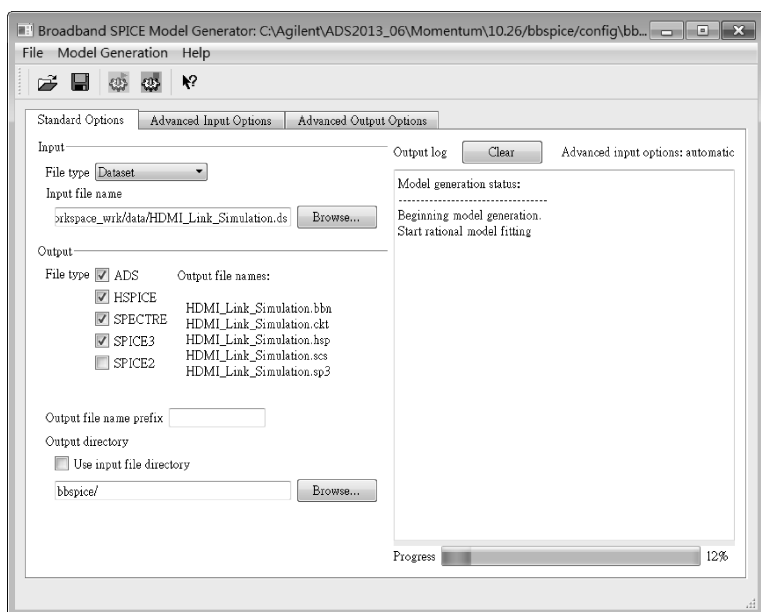 Broadband SPICE Model Generator: C:\Agilent\ADS2013_06\Momentum\10.26/bbspice/config\bb...
File Model Generation Help
Standard Options Advanced Input Options Advanced Output Options
Input
File type Dataset
Input file name
orkspace_wrk/data/HDMI_Link_Simulation.ds Browse...
Output
File type ADS Output file names:
HSPICE
SPECTRE
SPICE3
SPICE2
HDMI_Link_Simulation.bbn
HDMI_Link_Simulation.ckt
HDMI_Link_Simulation.hsp
HDMI_Link_Simulation.scs
HDMI_Link_Simulation.sp3
Output file name prefix
Output directory
Use input file directory
bbspice/ Browse...
Output log Clear Advanced input options: automatic
Model generation status:
--------------------------------
Beginning model generation.
Start rational model fitting
Progress 12%